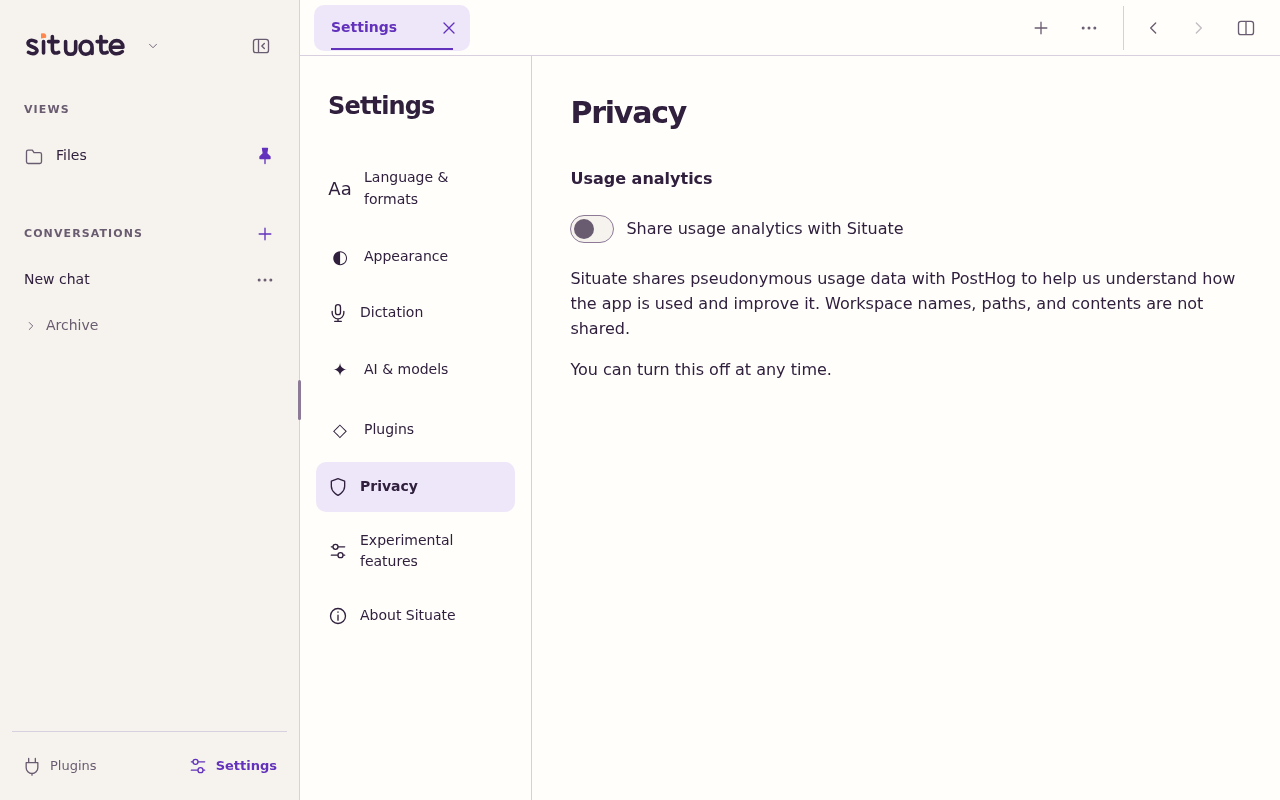 situate
VIEWS
Files
CONVERSATIONS
New chat
Archive
Plugins
Settings
Settings
Settings
Aa
Language &
formats
Appearance
Dictation
AI & models
Plugins
Privacy
Experimental
features
About Situate
Privacy
Usage analytics
Share usage analytics with Situate
Situate shares pseudonymous usage data with PostHog to help us understand how
the app is used and improve it. Workspace names, paths, and contents are not
shared.
You can turn this off at any time.